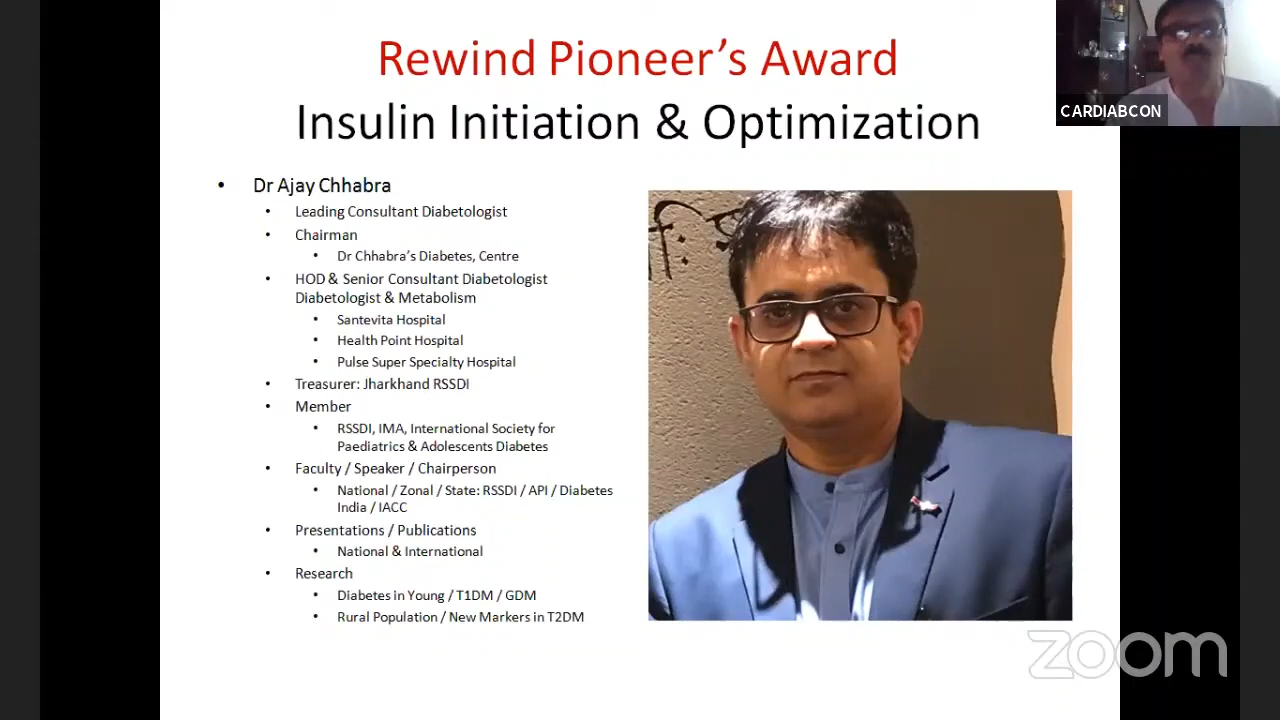 Rewind Pioneer’s Award
Insulin Initiation & Optimization
CARDIABCON
• Dr Ajay Chhabra
• Leading Consultant Diabetologist
• Chairman
• Dr Chhabra’s Diabetes, Centre
• HOD & Senior Consultant Diabetologist
Diabetologist & Metabolism
• Santevita Hospital
• Health Point Hospital
• Pulse Super Specialty Hospital
• Treasurer: Jharkhand RSSDI
• Member
• RSSDI, IMA, International Society for
Paediatrics & Adolescents Diabetes
• Faculty / Speaker / Chairperson
• National / Zonal / State: RSSDI / API / Diabetes
India / IACC
• Presentations / Publications
• National & International
• Research
• Diabetes in Young / T1DM / GDM
• Rural Population / New Markers in T2DM
zoom